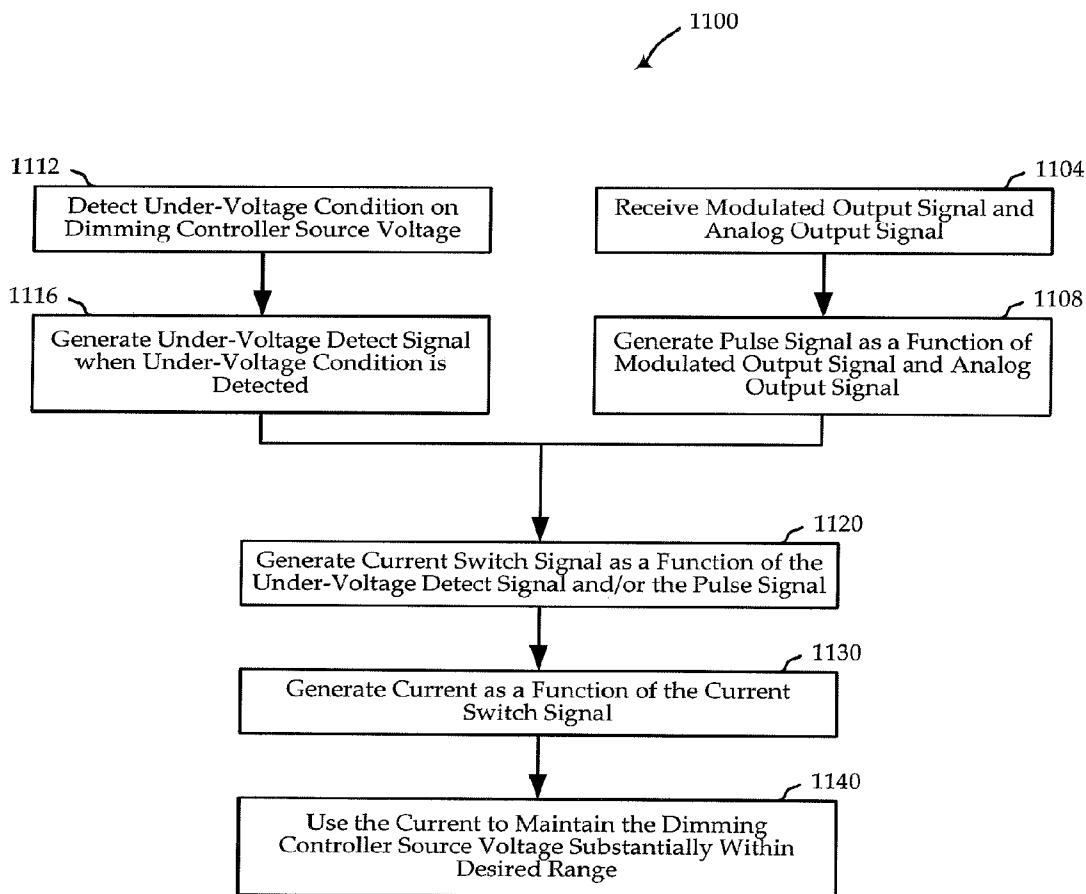 1100
1112
Detect Under-Voltage Condition on
Dimming Controller Source Voltage
1104
Receive Modulated Output Signal and
Analog Output Signal
1116
Generate Under-Voltage Detect Signal
when Under-Voltage Condition is
Detected
1108
Generate Pulse Signal as a Function of
Modulated Output Signal and Analog
Output Signal
1120
Generate Current Switch Signal as a Function of the
Under-Voltage Detect Signal and/or the Pulse Signal
1130
Generate Current as a Function of the Current
Switch Signal
1140
Use the Current to Maintain the Dimming
Controller Source Voltage Substantially Within
Desired Range